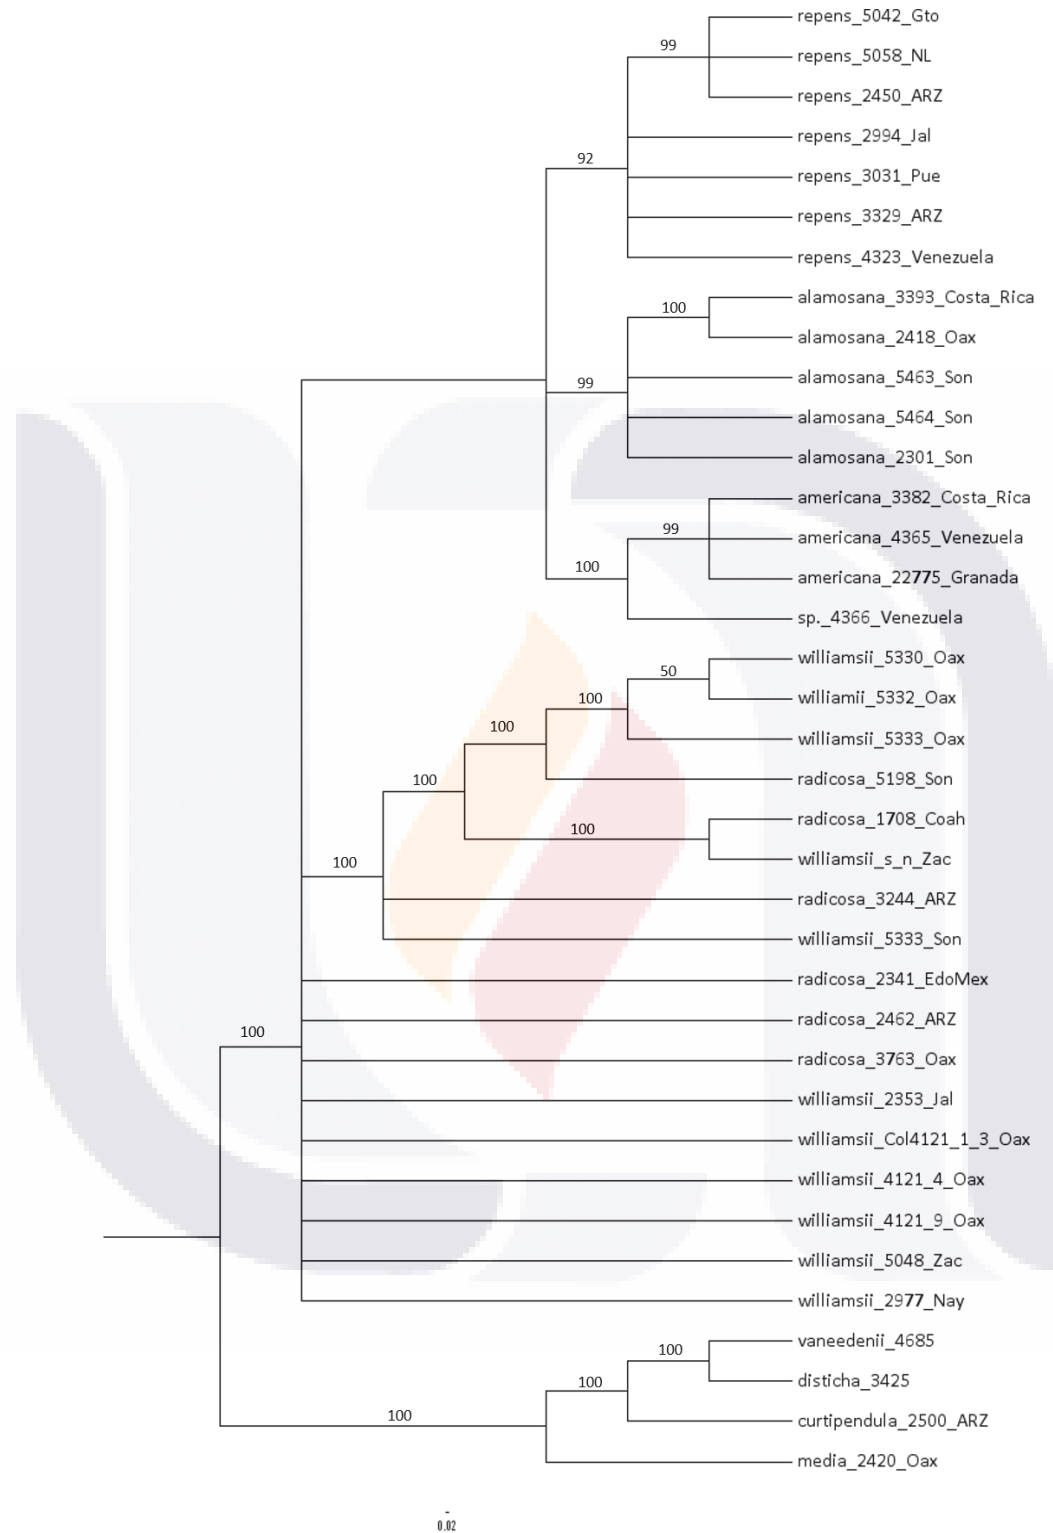 repens_5042_Gto
99
repens_5058_NL
repens_2450_ARZ
repens_2994_Jal
92
repens_3031_Pue
repens_3329_ARZ
repens_4323_Venezuela
alamosana_3393_Costa_Rica
100
alamosana_2418_Oax
alamosana_5463_Son
99
alamosana_5464_Son
alamosana_2301_Son
americana_3382_Costa_Rica
99
americana_4365_Venezuela
100
americana_22775_Granada
sp._4366_Venezuela
williamsii_5330_Oax
50
williamii_5332_Oax
100
100
williamsii_5333_Oax
100
radicosa_5198_Son
radicosa_1708_Coah
100
williamsii_s_n_Zac
100
radicosa_3244_ARZ
williamsii_5333_Son
radicosa_2341_EdoMex
radicosa_2462_ARZ
100
radicosa_3763_Oax
williamsii_2353_Jal
williamsii_Col4121_1_3_Oax
williamsii_4121_4_Oax
williamsii_4121_9_Oax
williamsii_5048_Zac
williamsii_2977_Nay
vaneedenii_4685
100
disticha_3425
100
100
curtipendula_2500_ARZ
media_2420_Oax
0.02